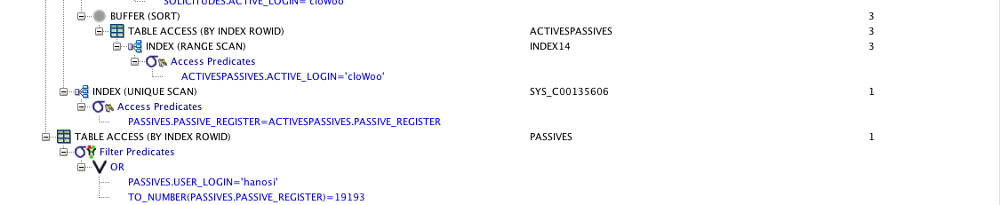 SOLICITUDES.ACTIVE_LOGIN='cloWoo'
BUFFER (SORT) 3
TABLE ACCESS (BY INDEX ROWID) ACTIVESPASSIVES 3
INDEX (RANGE SCAN) INDEX14 3
Access Predicates
ACTIVESPASSIVES.ACTIVE_LOGIN='cloWoo'
INDEX (UNIQUE SCAN) SYS_C00135606 1
Access Predicates
PASSIVES.PASSIVE_REGISTER=ACTIVESPASSIVES.PASSIVE_REGISTER
TABLE ACCESS (BY INDEX ROWID) PASSIVES 1
Filter Predicates
OR
PASSIVES.USER_LOGIN='hanosi'
TO_NUMBER(PASSIVES.PASSIVE_REGISTER)=19193